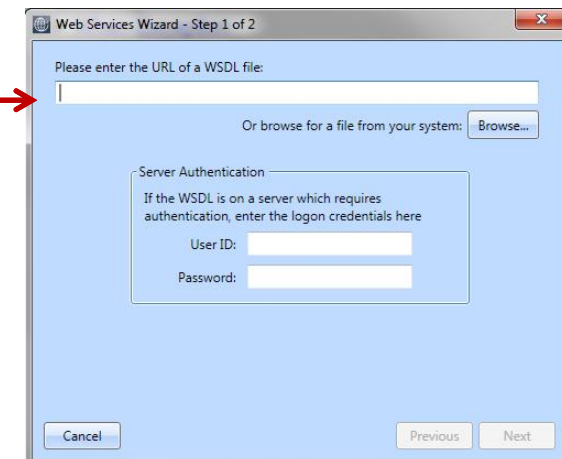 Web Services Wizard - Step 1 of 2
Please enter the URL of a WSDL file:
Or browse for a file from your system: Browse...
Server Authentication
If the WSDL is on a server which requires
authentication, enter the logon credentials here
User ID:
Password:
Cancel Previous Next